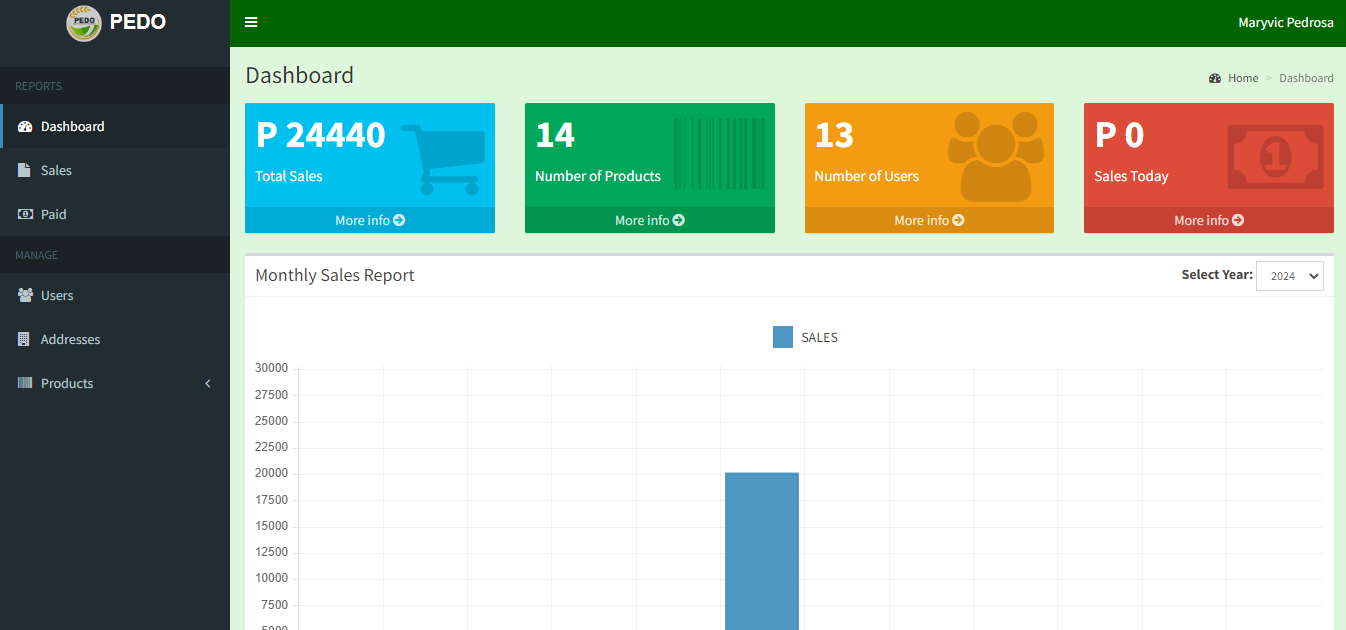 PEDO PEDO
Maryvic Pedrosa
REPORTS
Dashboard
Sales
Paid
MANAGE
Users
Addresses
Products
Dashboard
Home > Dashboard
P 24440
Total Sales
More info
14
Number of Products
More info
13
Number of Users
More info
P 0
Sales Today
1
More info
Monthly Sales Report
Select Year: 2024
SALES
30000
27500
25000
22500
20000
17500
15000
12500
10000
7500
5000